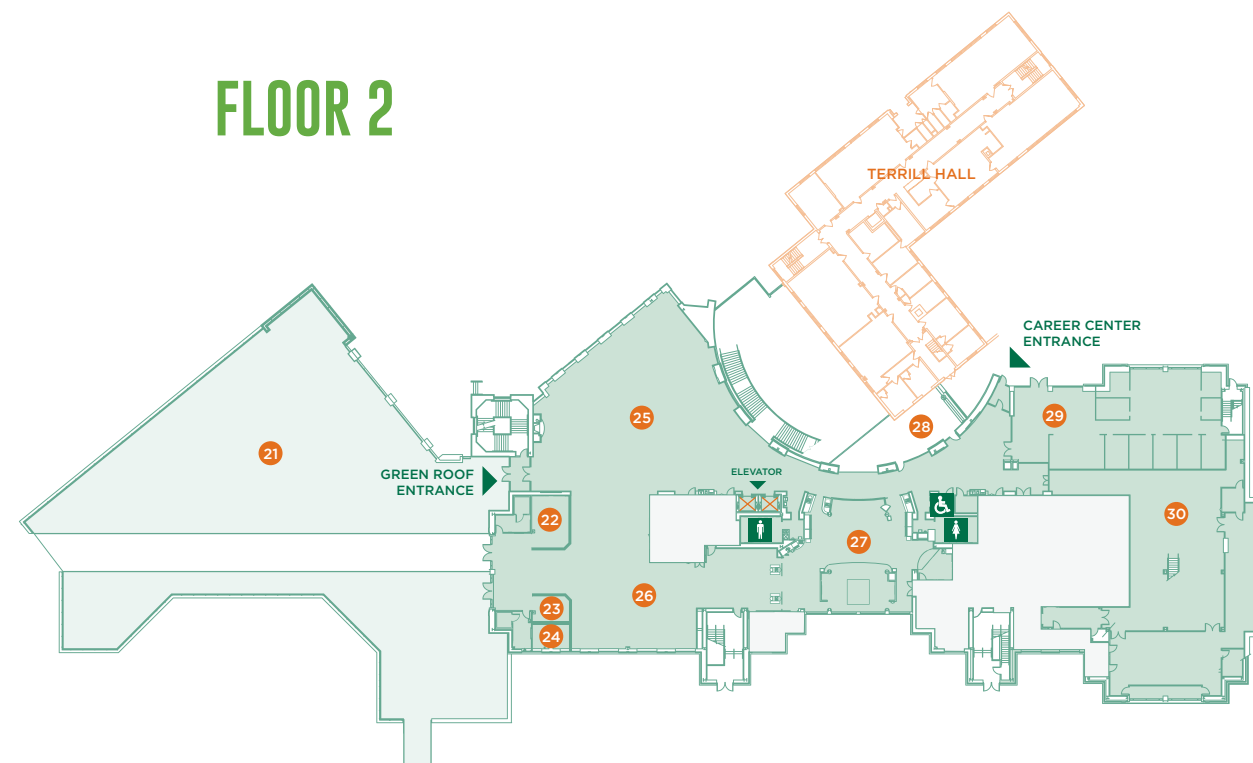 FLOOR 2
TERRILL HALL
CAREER CENTER
ENTRANCE
29
25
28
21
ELEVATOR
GREEN ROOF
ENTRANCE
22
30
27
26
23
24